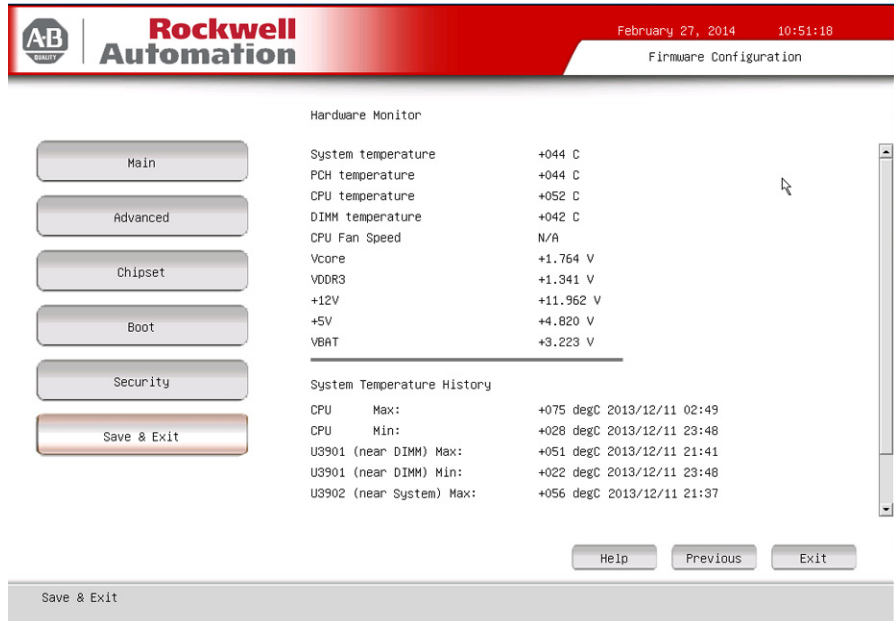 A·B
QUALITY
Rockwell
Automation
February 27, 2014 10:51:18
Firmware Configuration
Main
Advanced
Chipset
Boot
Security
Save & Exit
Hardware Monitor
System temperature +044 C
PCH temperature +044 C
CPU temperature +052 C
DIMM temperature +042 C
CPU Fan Speed N/A
Vcore +1.764 V
VDDR3 +1.341 V
+12V +11.962 V
+5V +4.820 V
VBAT +3.223 V
System Temperature History
CPU Max: +075 degC 2013/12/11 02:49
CPU Min: +028 degC 2013/12/11 23:48
U3901 (near DIMM) Max: +051 degC 2013/12/11 21:41
U3901 (near DIMM) Min: +022 degC 2013/12/11 23:48
U3902 (near System) Max: +056 degC 2013/12/11 21:37
Help Previous Exit
Save & Exit